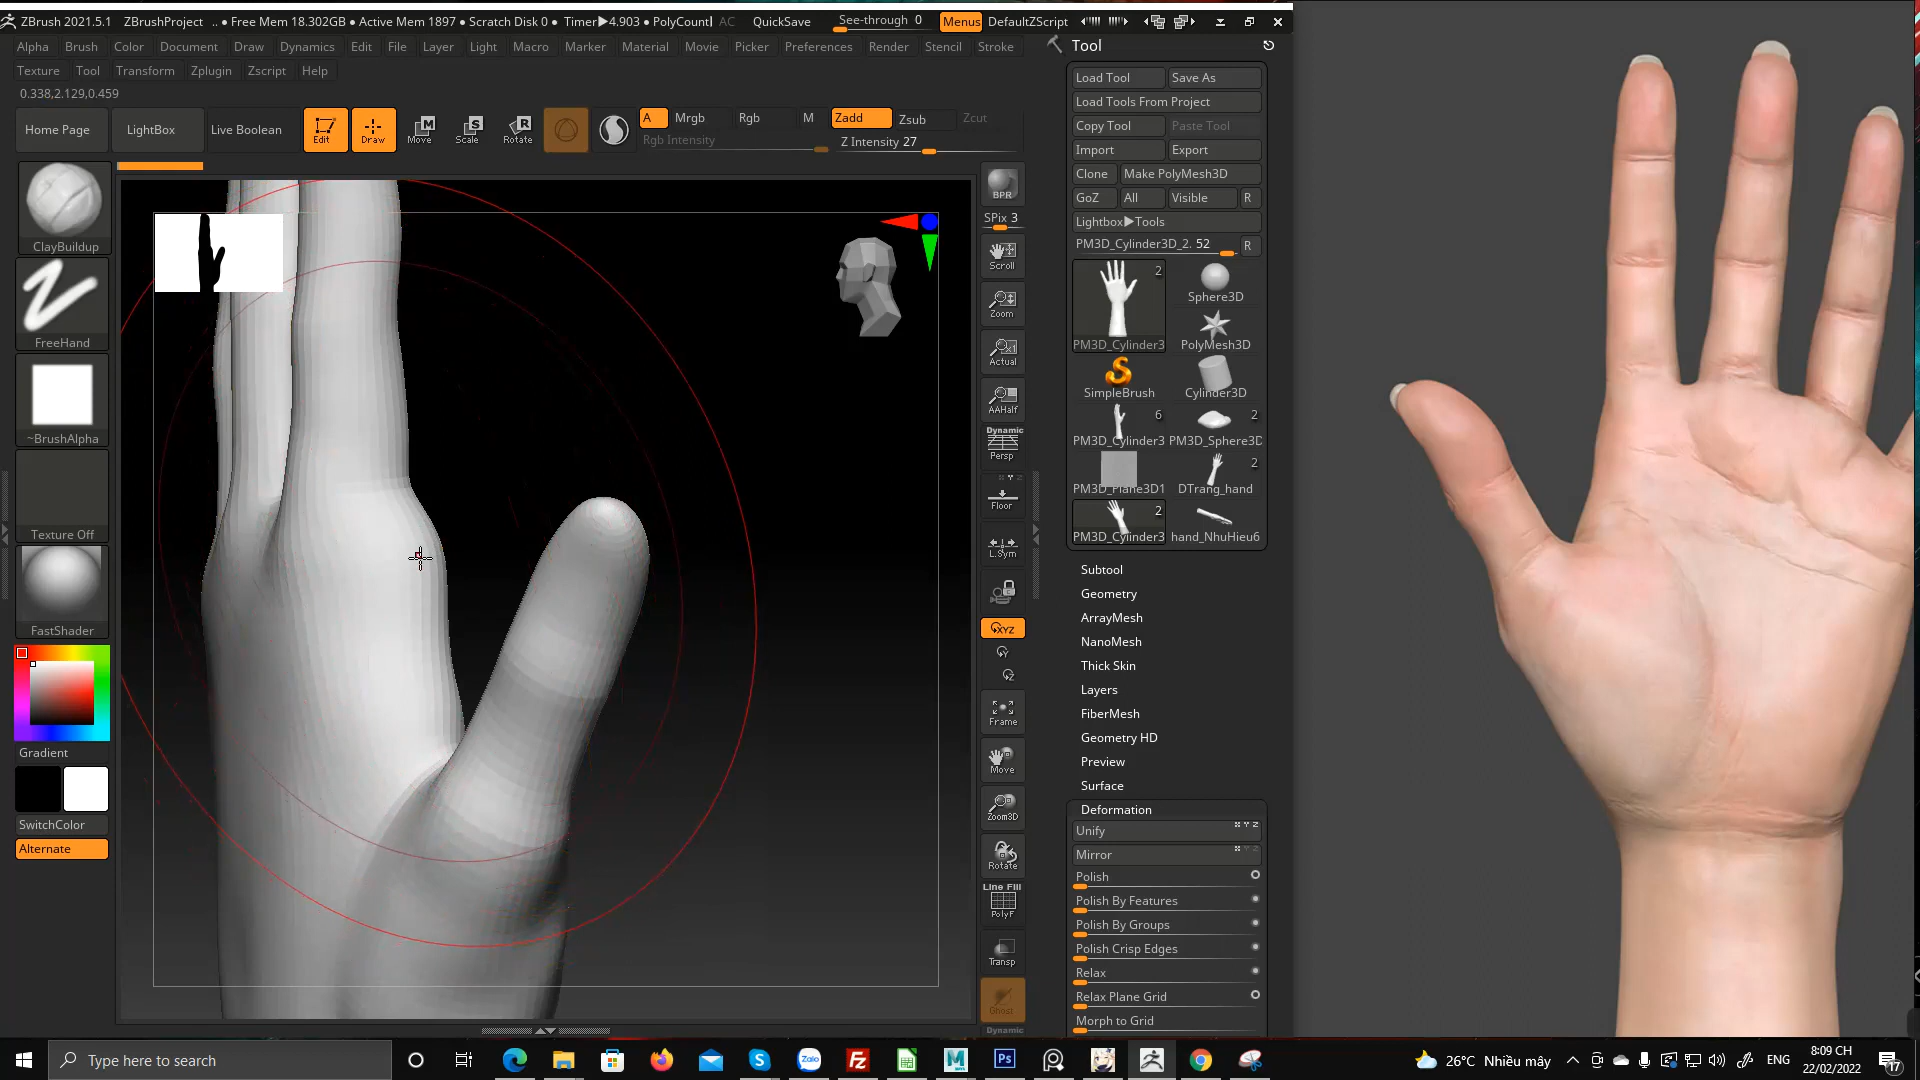 ZBrush 2021.5.1 ZBrushProject .. • Free Mem 18.302GB • Active Mem 1897 • Scratch Disk 0 • Timer▶4.903 • PolyCount AC QuickSave See-through 0 Menus DefaultZScript
Alpha Brush Color Document Draw Dynamics Edit File Layer Light Macro Marker Material Movie Picker Preferences Render Stencil Stroke
Texture Tool Transform Zplugin Zscript Help
0.338,2.129,0.459
Home Page LightBox Live Boolean Edit Draw Move Scale Rotate A Mrgb Rgb M Zadd Zsub Zcut
Rgb Intensity Z Intensity 27
ClayBuildup
FreeHand
~BrushAlpha
Texture Off
FastShader
Gradient
SwitchColor
Alternate
BPR
SPix 3
Scroll
Zoom
Actual
AAHalf
Dynamic
Persp
Floor
L.Sym
XYZ
Y
Z
Frame
Move
Zoom3D
Rotate
Line Fill
PolyF
Transp
Ghost
Dynamic
Tool
Load Tool Save As
Load Tools From Project
Copy Tool Paste Tool
Import Export
Clone Make PolyMesh3D
GoZ All Visible R
Lightbox▶Tools
PM3D_Cylinder3D_2. 52 R
2 Sphere3D
PM3D_Cylinder3 PolyMesh3D
SimpleBrush Cylinder3D
6 2
PM3D_Cylinder3 PM3D_Sphere3D
2
PM3D_Plane3D1 DTrang_hand
2
PM3D_Cylinder3 hand_NhuHieu6
Subtool
Geometry
ArrayMesh
NanoMesh
Thick Skin
Layers
FiberMesh
Geometry HD
Preview
Surface
Deformation
Unify
Mirror
Polish
Polish By Features
Polish By Groups
Polish Crisp Edges
Relax
Relax Plane Grid
Morph to Grid
Type here to search
Zalo
Fz
Ps
26°C Nhiều mây
ENG
8:09 CH
22/02/2022
17